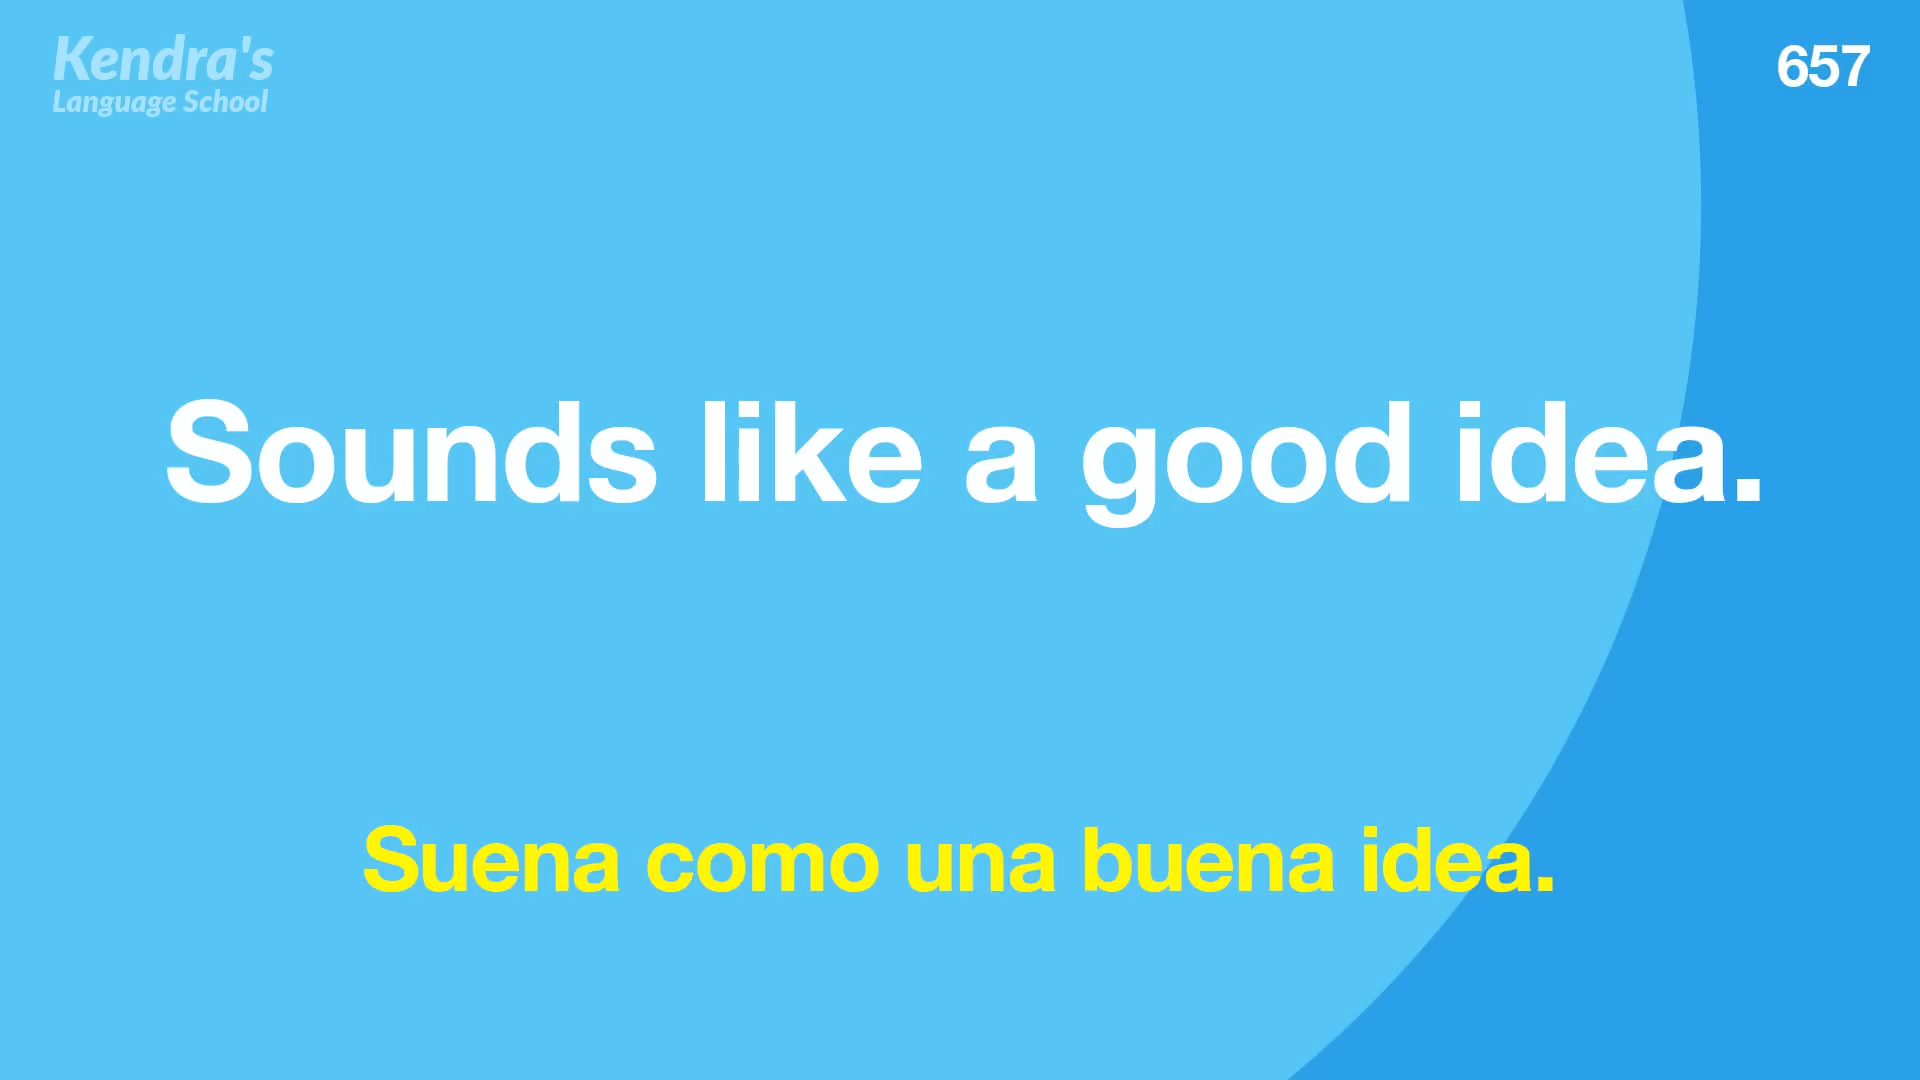 Kendra's
Language School
657
Sounds like a good idea.
Suena como una buena idea.